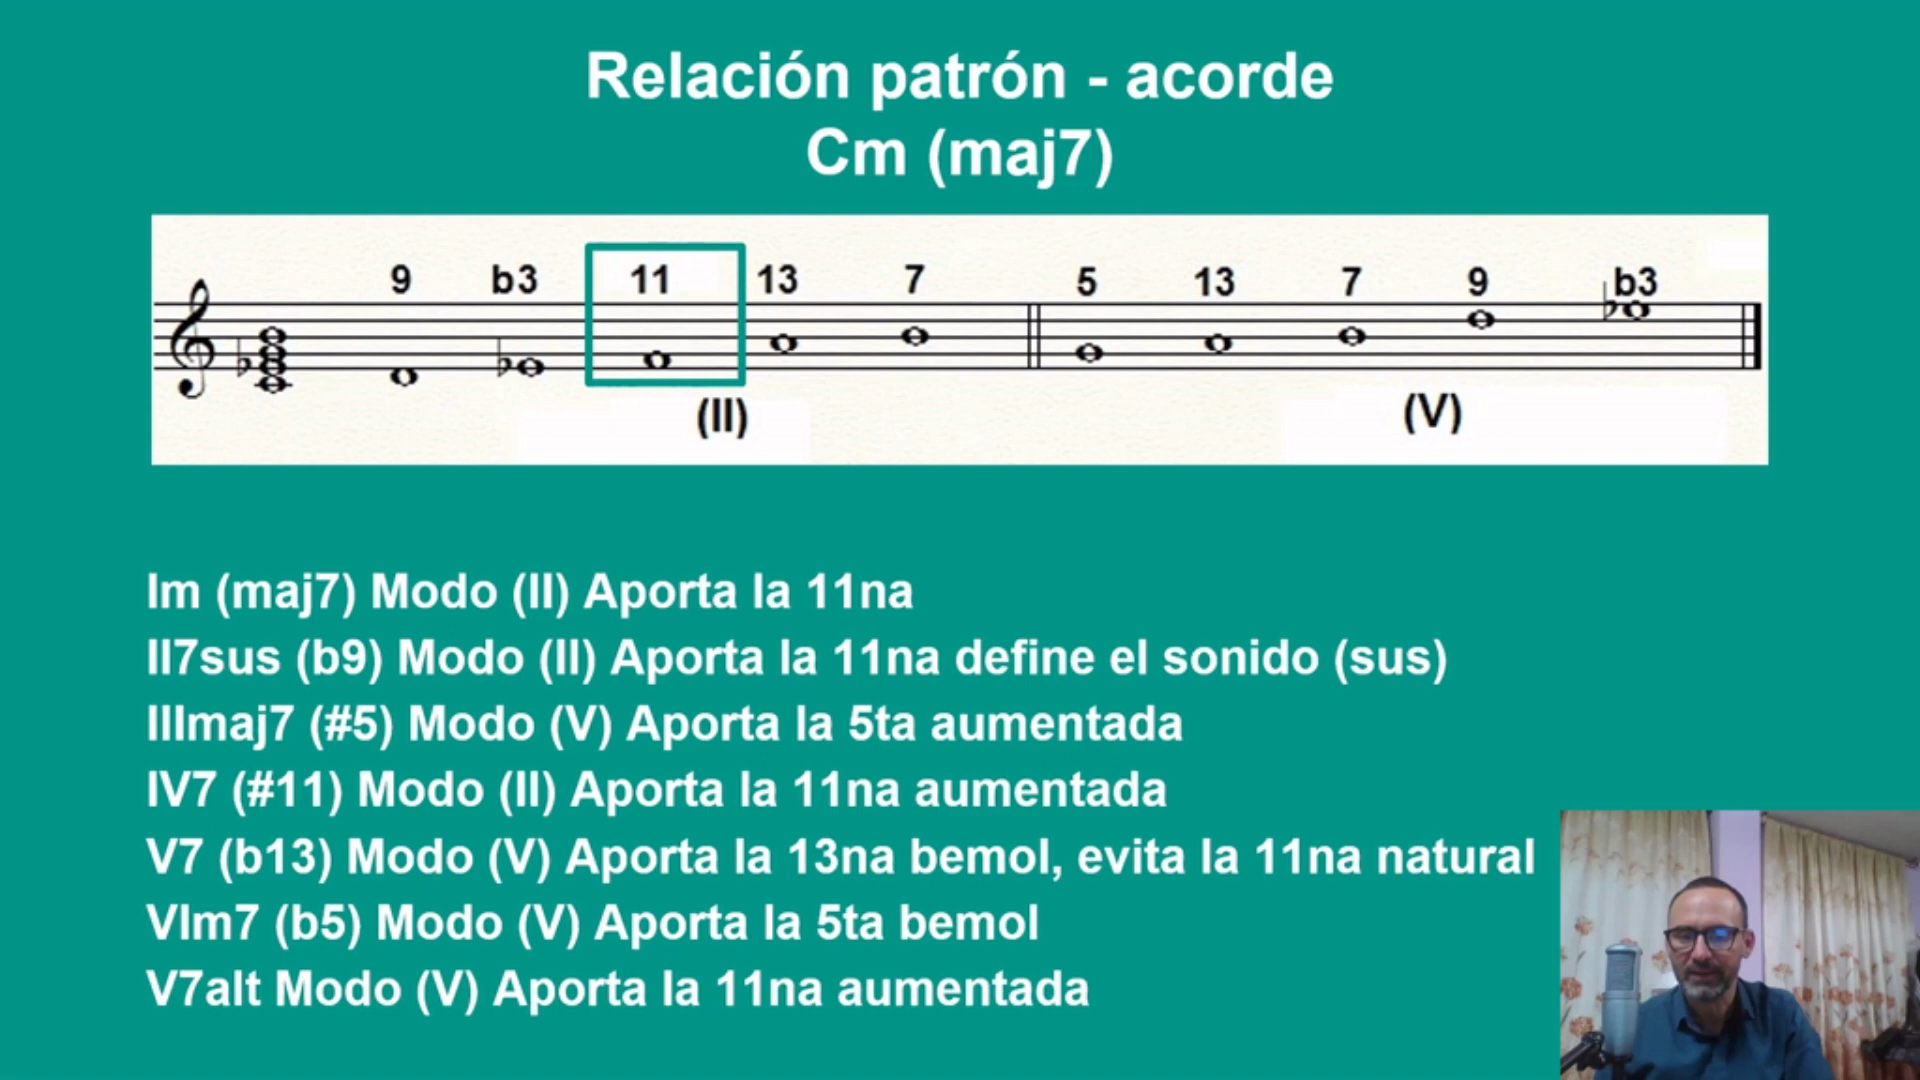 Relación patrón - acorde
Cm (maj7)
9 b3 11 13 7 5 13 7 9 b3
(II) (V)
Im (maj7) Modo (II) Aporta la 11na
II7sus (b9) Modo (II) Aporta la 11na define el sonido (sus)
IIImaj7 (#5) Modo (V) Aporta la 5ta aumentada
IV7 (#11) Modo (II) Aporta la 11na aumentada
V7 (b13) Modo (V) Aporta la 13na bemol, evita la 11na natural
VIm7 (b5) Modo (V) Aporta la 5ta bemol
V7alt Modo (V) Aporta la 11na aumentada